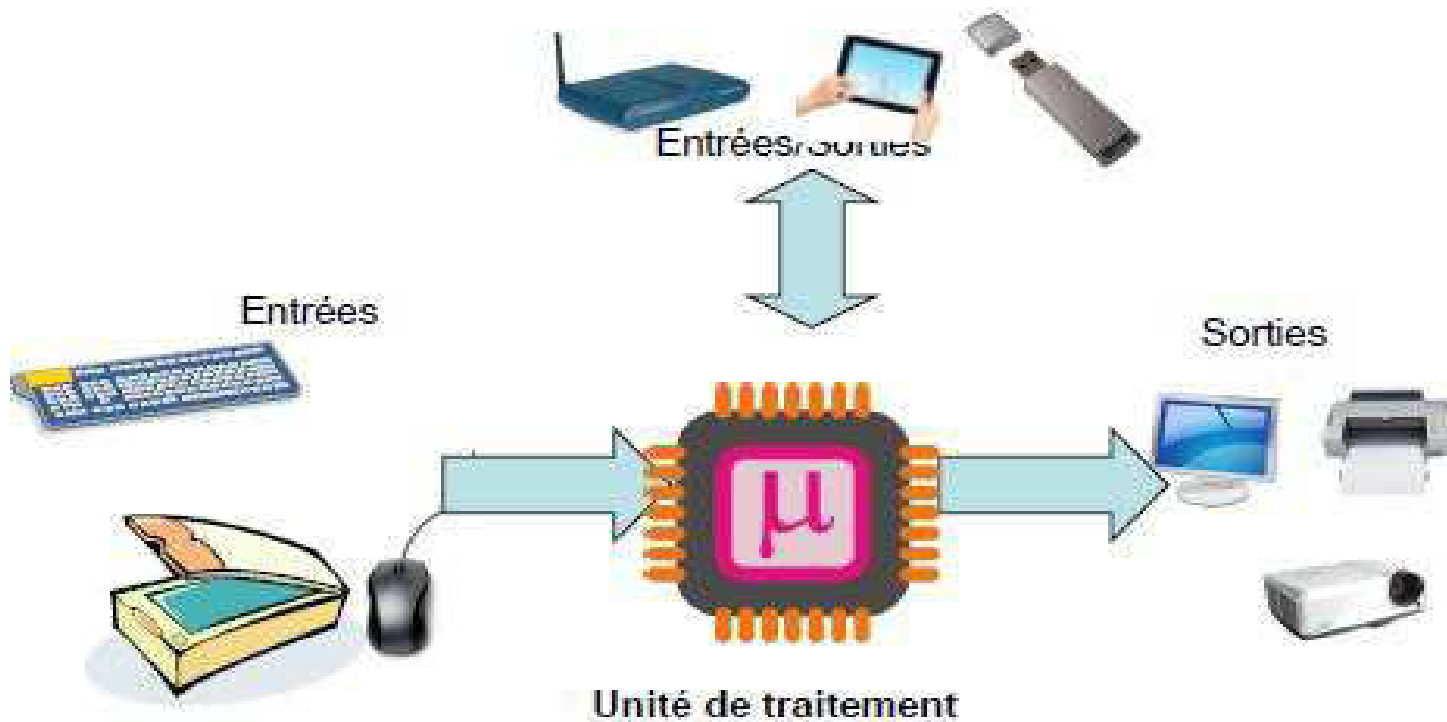 Entrées/Sorties
Entrées
Sorties
µ
Unité de traitement